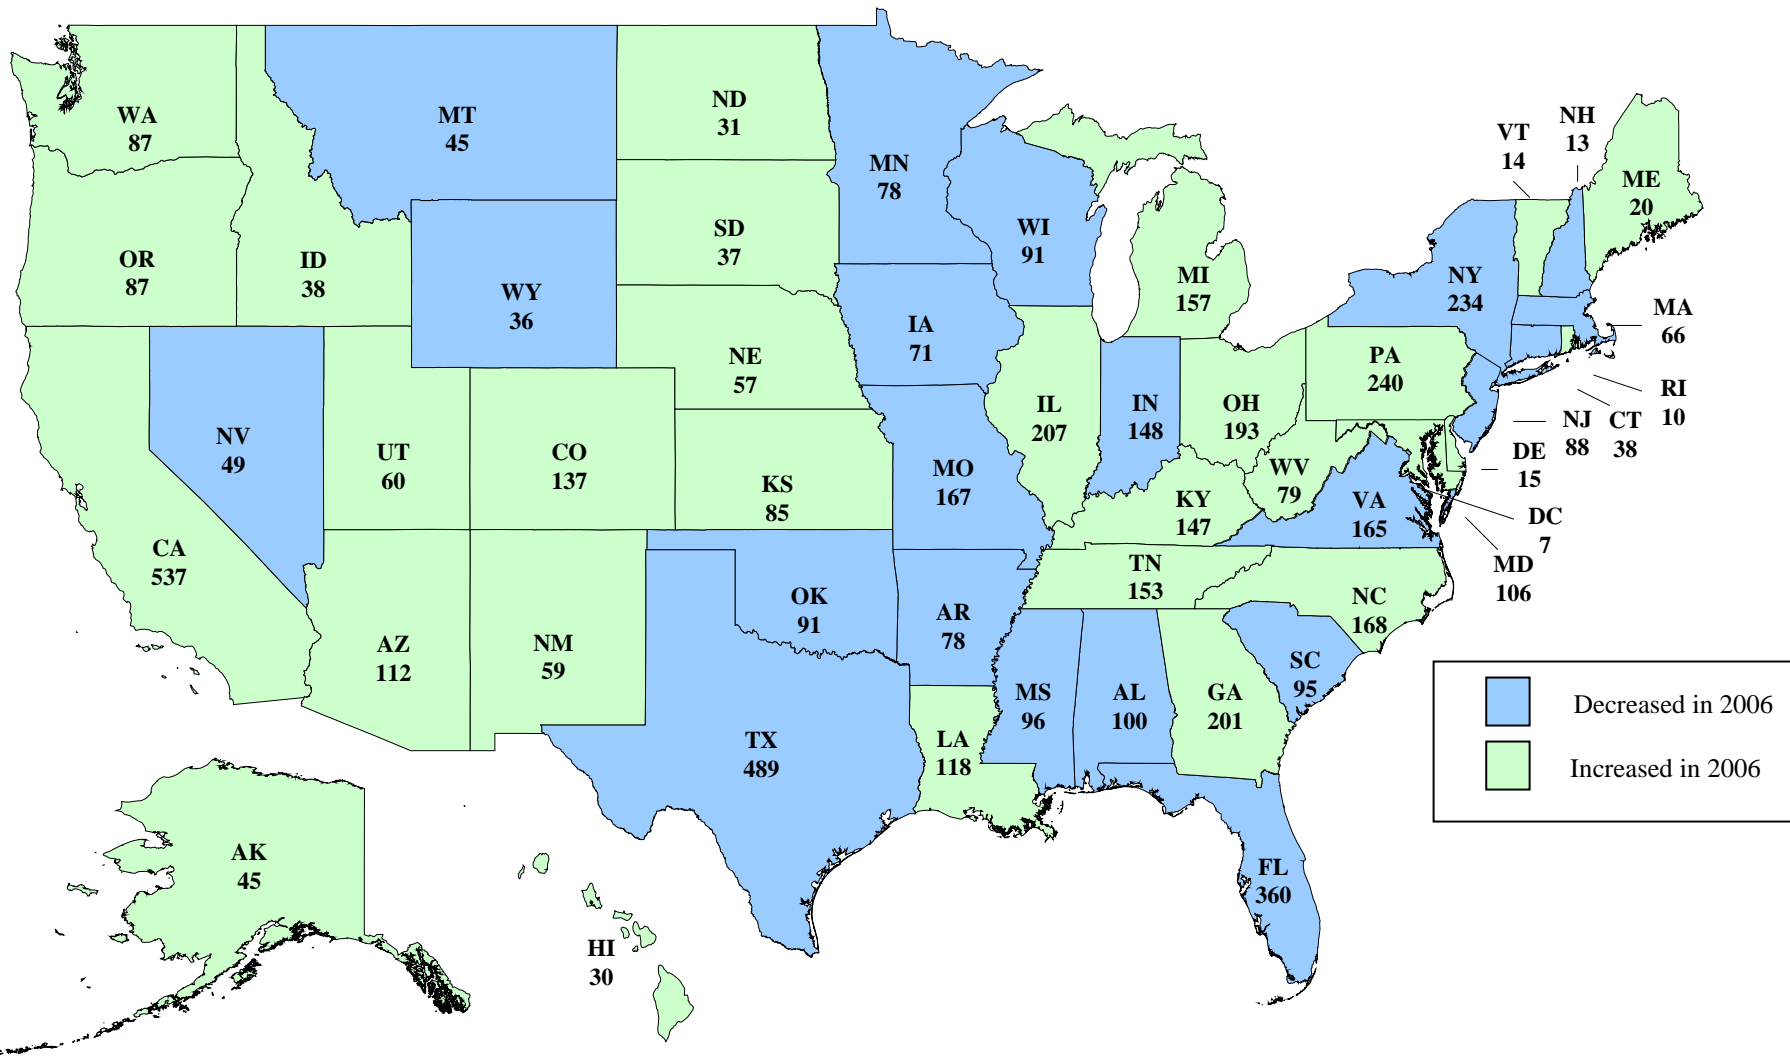 WA
87
OR
87
CA
537
ID
38
NV
49
MT
45
WY
36
UT
60
AZ
112
CO
137
NM
59
ND
31
SD
37
NE
57
KS
85
OK
91
TX
489
MN
78
IA
71
MO
167
AR
78
LA
118
WI
91
IL
207
MI
157
IN
148
OH
193
KY
147
TN
153
MS
96
AL
100
GA
201
FL
360
SC
95
NC
168
VA
165
WV
79
PA
240
NY
234
VT
14
NH
13
ME
20
MA
66
RI
10
CT
38
NJ
88
DE
15
DC
7
MD
106
AK
45
HI
30
Decreased in 2006
Increased in 2006